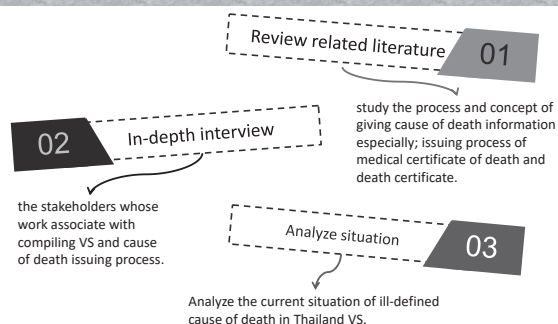 Review related literature 01
study the process and concept of
giving cause of death information
especially; issuing process of
medical certificate of death and
death certificate.
02 In-depth interview
the stakeholders whose
work associate with
compiling VS and cause
of death issuing process.
Analyze situation 03
Analyze the current situation of ill-defined
cause of death in Thailand VS.